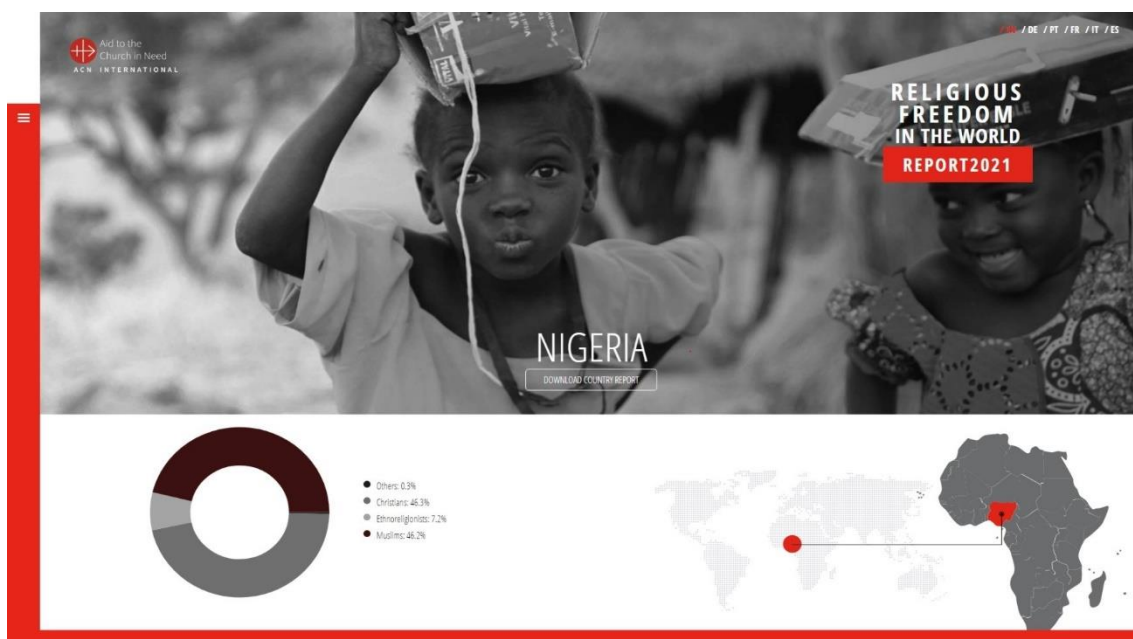 Aid to the
Church in Need
ACN INTERNATIONAL
/ DE / PT / FR / IT / ES
RELIGIOUS
FREEDOM
IN THE WORLD
REPORT2021
NIGERIA
DOWNLOAD COUNTRY REPORT
Others: 0.3%
Christians: 46.3%
Ethnoreligionists: 7.2%
Muslims: 46.2%